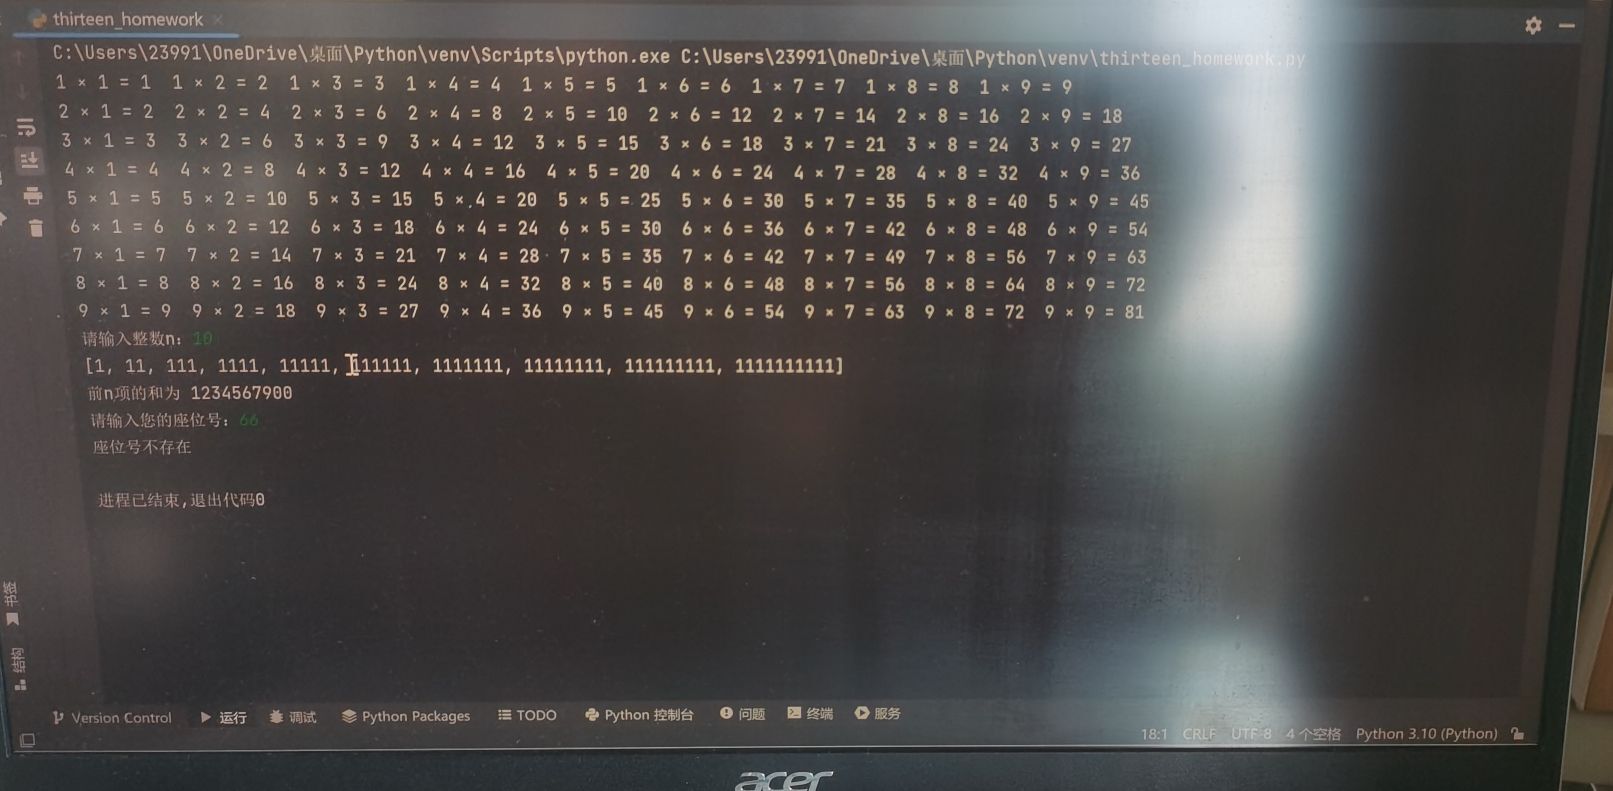 thirteen_homework
C:\Users\23991\OneDrive\桌面\Python\venv\Scripts\python.exe C:\Users\23991\OneDrive\桌面\Python\venv\thirteen_homework.py
1 × 1 = 1 1 × 2 = 2 1 × 3 = 3 1 × 4 = 4 1 × 5 = 5 1 × 6 = 6 1 × 7 = 7 1 × 8 = 8 1 × 9 = 9
2 × 1 = 2 2 × 2 = 4 2 × 3 = 6 2 × 4 = 8 2 × 5 = 10 2 × 6 = 12 2 × 7 = 14 2 × 8 = 16 2 × 9 = 18
3 × 1 = 3 3 × 2 = 6 3 × 3 = 9 3 × 4 = 12 3 × 5 = 15 3 × 6 = 18 3 × 7 = 21 3 × 8 = 24 3 × 9 = 27
4 × 1 = 4 4 × 2 = 8 4 × 3 = 12 4 × 4 = 16 4 × 5 = 20 4 × 6 = 24 4 × 7 = 28 4 × 8 = 32 4 × 9 = 36
5 × 1 = 5 5 × 2 = 10 5 × 3 = 15 5 × 4 = 20 5 × 5 = 25 5 × 6 = 30 5 × 7 = 35 5 × 8 = 40 5 × 9 = 45
6 × 1 = 6 6 × 2 = 12 6 × 3 = 18 6 × 4 = 24 6 × 5 = 30 6 × 6 = 36 6 × 7 = 42 6 × 8 = 48 6 × 9 = 54
7 × 1 = 7 7 × 2 = 14 7 × 3 = 21 7 × 4 = 28 7 × 5 = 35 7 × 6 = 42 7 × 7 = 49 7 × 8 = 56 7 × 9 = 63
8 × 1 = 8 8 × 2 = 16 8 × 3 = 24 8 × 4 = 32 8 × 5 = 40 8 × 6 = 48 8 × 7 = 56 8 × 8 = 64 8 × 9 = 72
9 × 1 = 9 9 × 2 = 18 9 × 3 = 27 9 × 4 = 36 9 × 5 = 45 9 × 6 = 54 9 × 7 = 63 9 × 8 = 72 9 × 9 = 81
请输入整数n: 10
[1, 11, 111, 1111, 11111, 111111, 1111111, 11111111, 111111111, 1111111111]
前n项的和为 1234567900
请输入您的座位号: 66
座位号不存在
进程已结束,退出代码0
书签
结构
Version Control 运行 调试 Python Packages TODO Python 控制台 问题 终端 服务
18:1 CRLF UTF-8 4 个空格 Python 3.10 (Python)
acer